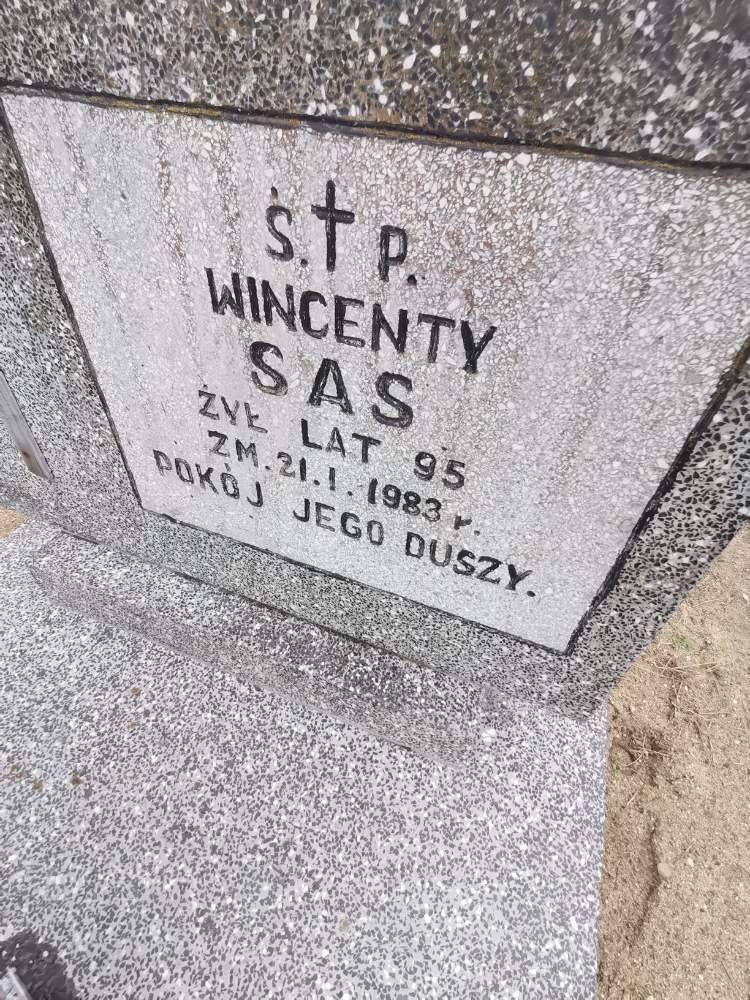 Ś. † P.
WINCENTY
SAS
ŻYŁ LAT 95
ZM. 21.1.1983 r.
POKÓJ JEGO DUSZY.